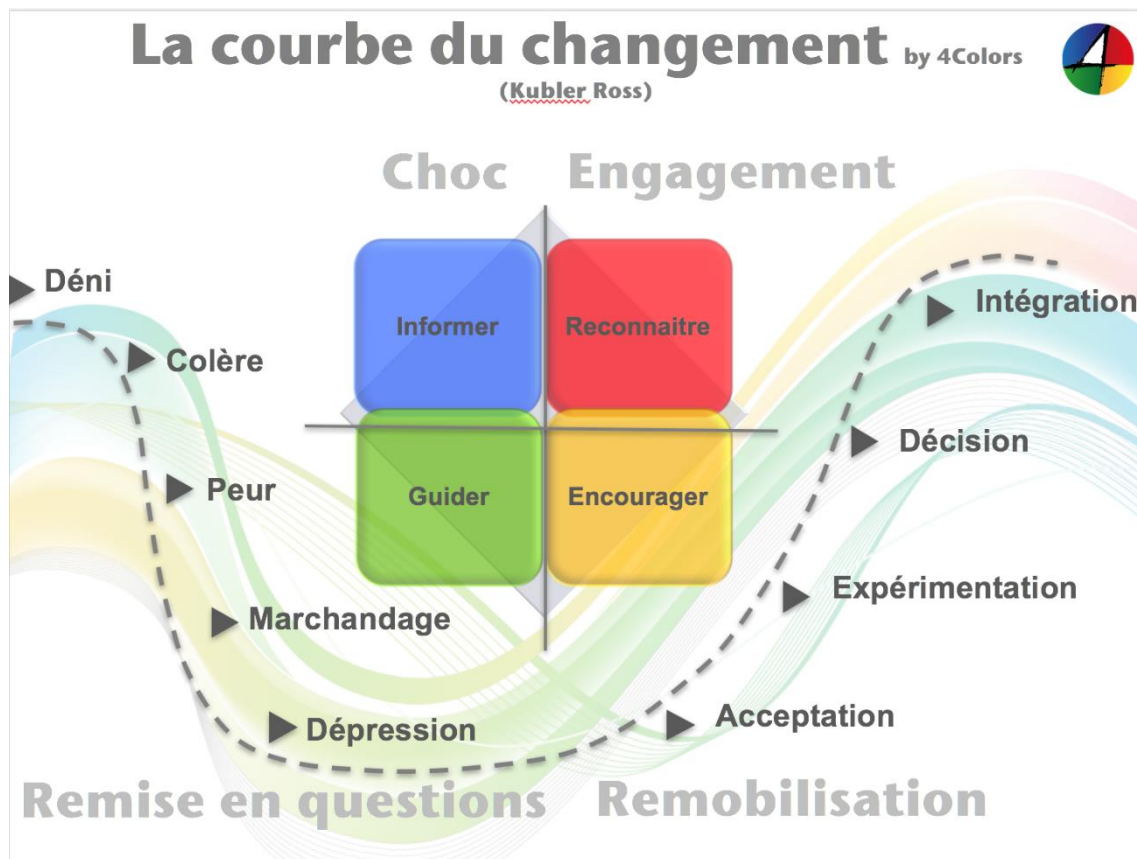 La courbe du changement by 4Colors
(Kubler Ross)
4
Choc Engagement
Déni
Colère
Peur
Marchandage
Dépression
Informer Reconnaitre
Guider Encourager
Intégration
Décision
Expérimentation
Acceptation
Remise en questions Remobilisation